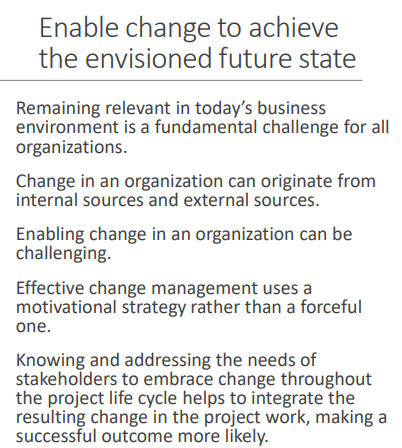 Enable change to achieve
the envisioned future state
Remaining relevant in today's business
environment is a fundamental challenge for all
organizations.
Change in an organization can originate from
internal sources and external sources.
Enabling change in an organization can be
challenging.
Effective change management uses a
motivational strategy rather than a forceful
one.
Knowing and addressing the needs of
stakeholders to embrace change throughout
the project life cycle helps to integrate the
resulting change in the project work, making a
successful outcome more likely.